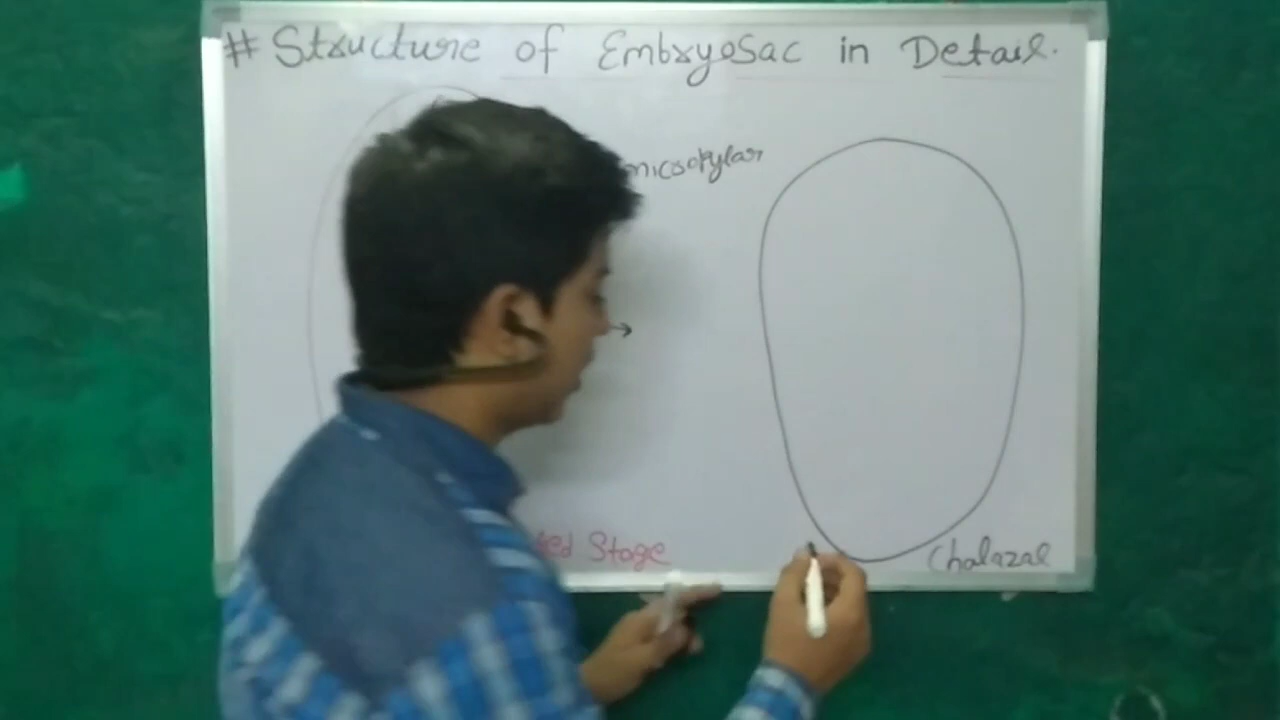 # Structure of EmbryoSac in Detail.
micropylar
Stage
Chalazal